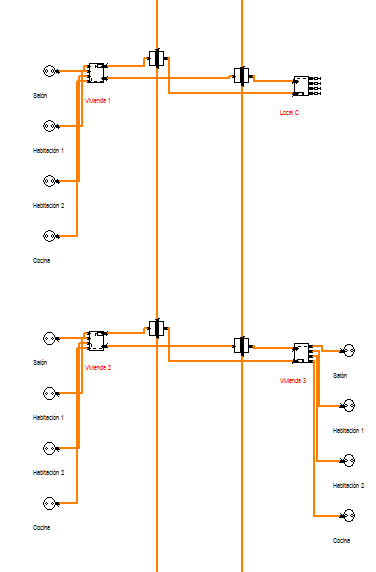 Salón
Vivienda 1
Local C
Habitación 1
Habitación 2
Cocina
Salón
Vivienda 2
Vivienda 3
Salón
Habitación 1
Habitación 1
Habitación 2
Habitación 2
Cocina
Cocina